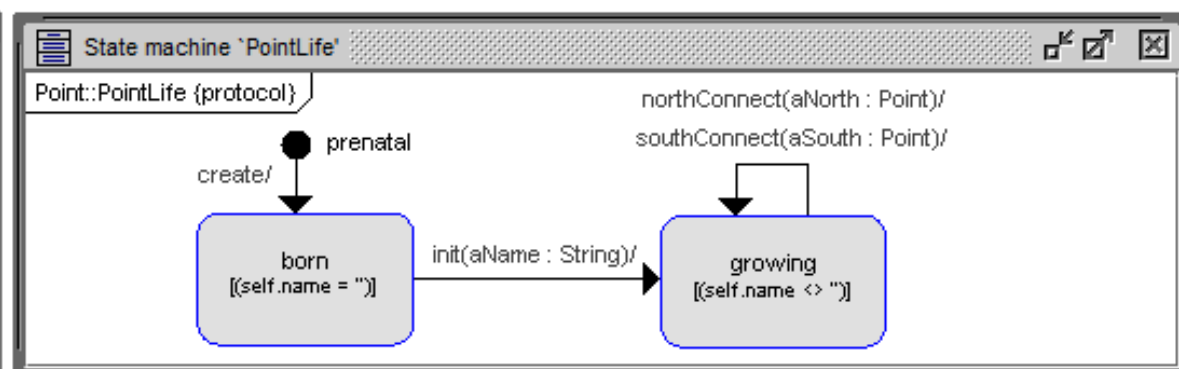 State machine `PointLife'
Point::PointLife {protocol}
northConnect(aNorth : Point)/
southConnect(aSouth : Point)/
prenatal
create/
born
[(self.name = '')]
init(aName : String)/
growing
[(self.name <> '')]